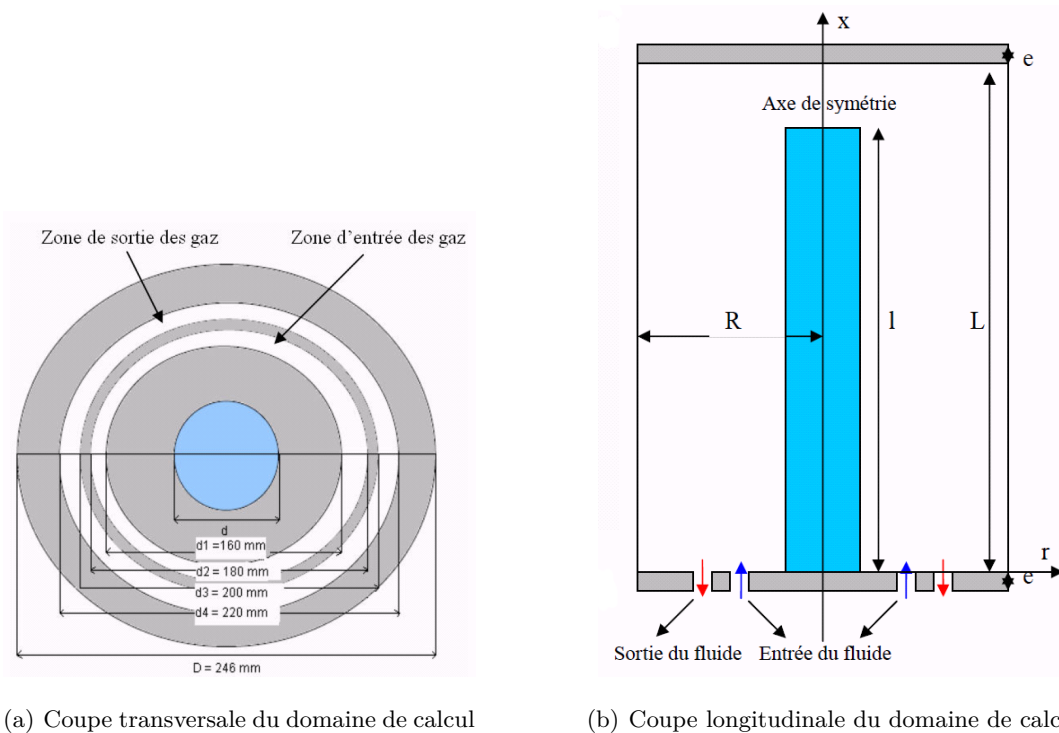 Zone de sortie des gaz
Zone d'entrée des gaz
d
d1 =160 mm
d2 = 180 mm
d3 = 200 mm
d4 = 220 mm
D = 246 mm
(a) Coupe transversale du domaine de calcul
x
e
Axe de symétrie
R
l
L
r
e
Sortie du fluide
Entrée du fluide
(b) Coupe longitudinale du domaine de calc